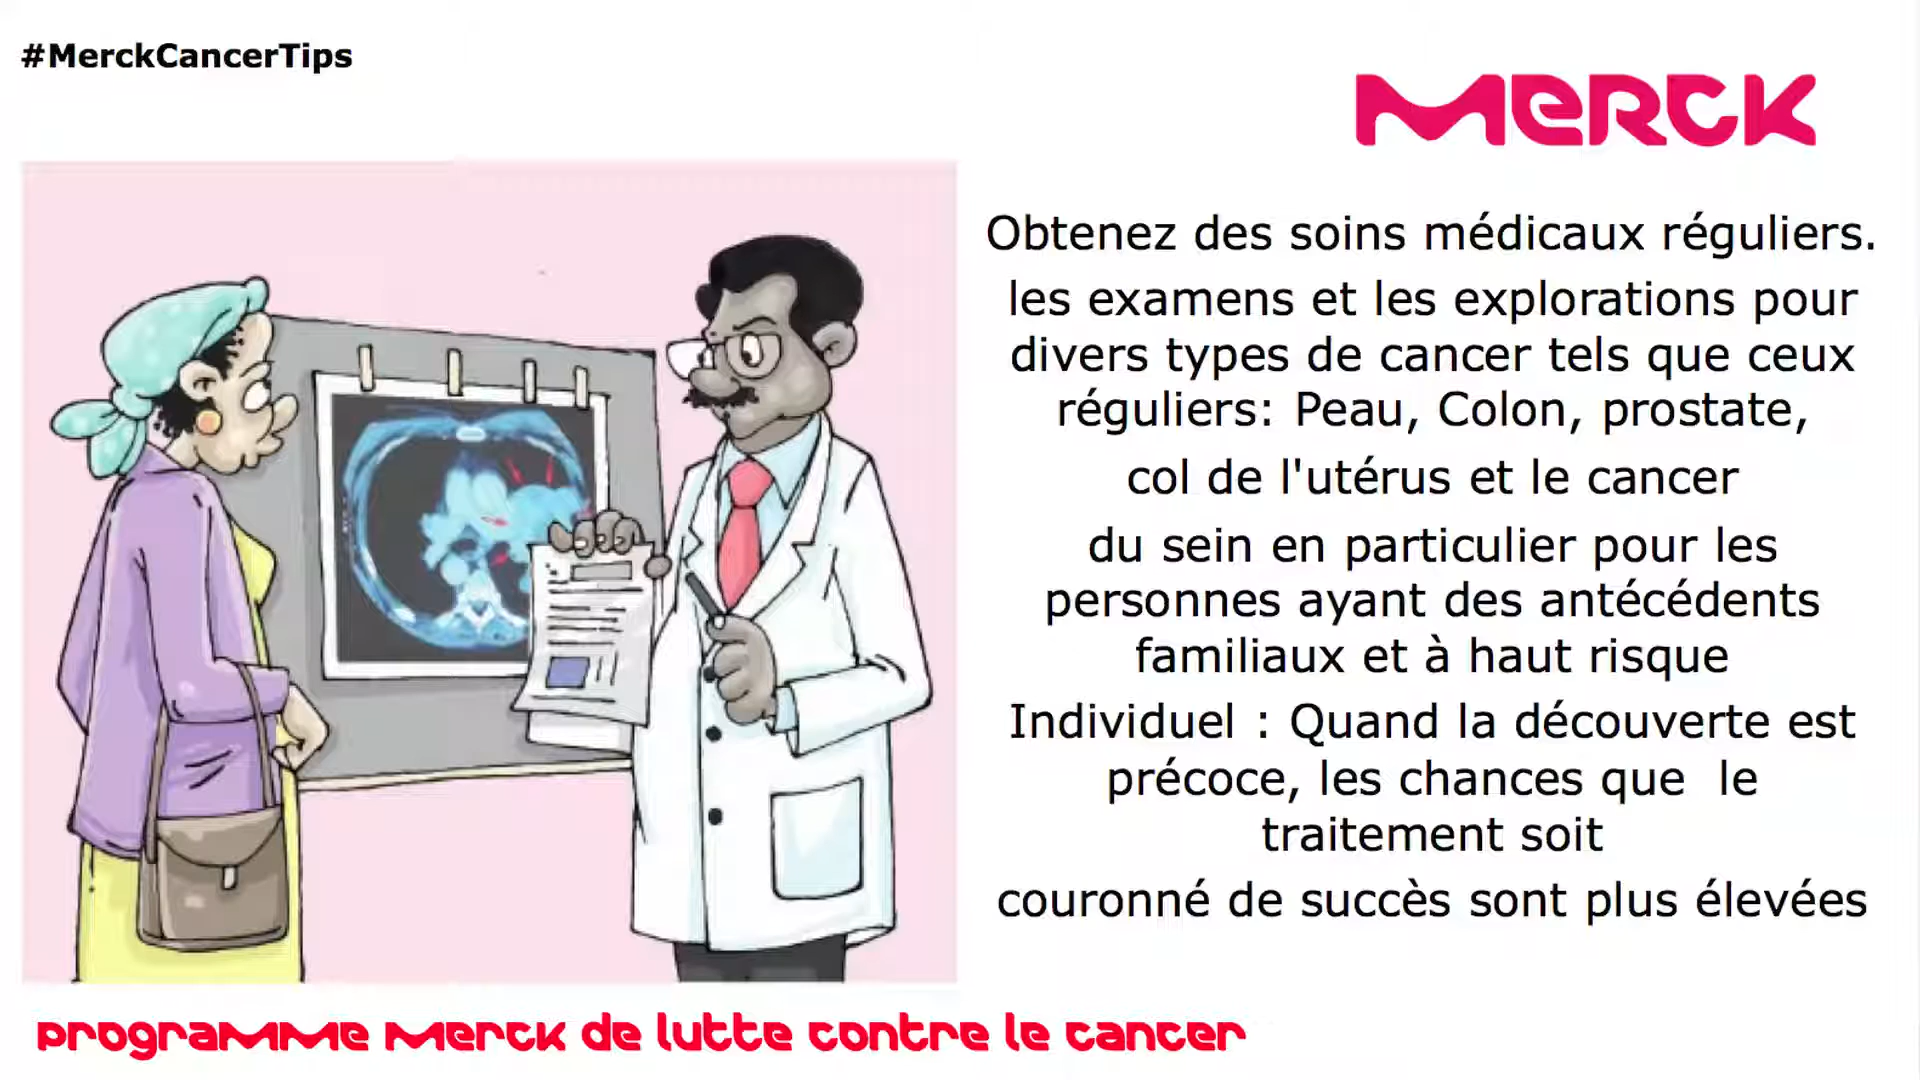 #MerckCancerTips
MERCK
Obtenez des soins médicaux réguliers.
les examens et les explorations pour
divers types de cancer tels que ceux
réguliers: Peau, Colon, prostate,
col de l'utérus et le cancer
du sein en particulier pour les
personnes ayant des antécédents
familiaux et à haut risque
Individuel : Quand la découverte est
précoce, les chances que  le
traitement soit
couronné de succès sont plus élevées
programme Merck de lutte contre le cancer